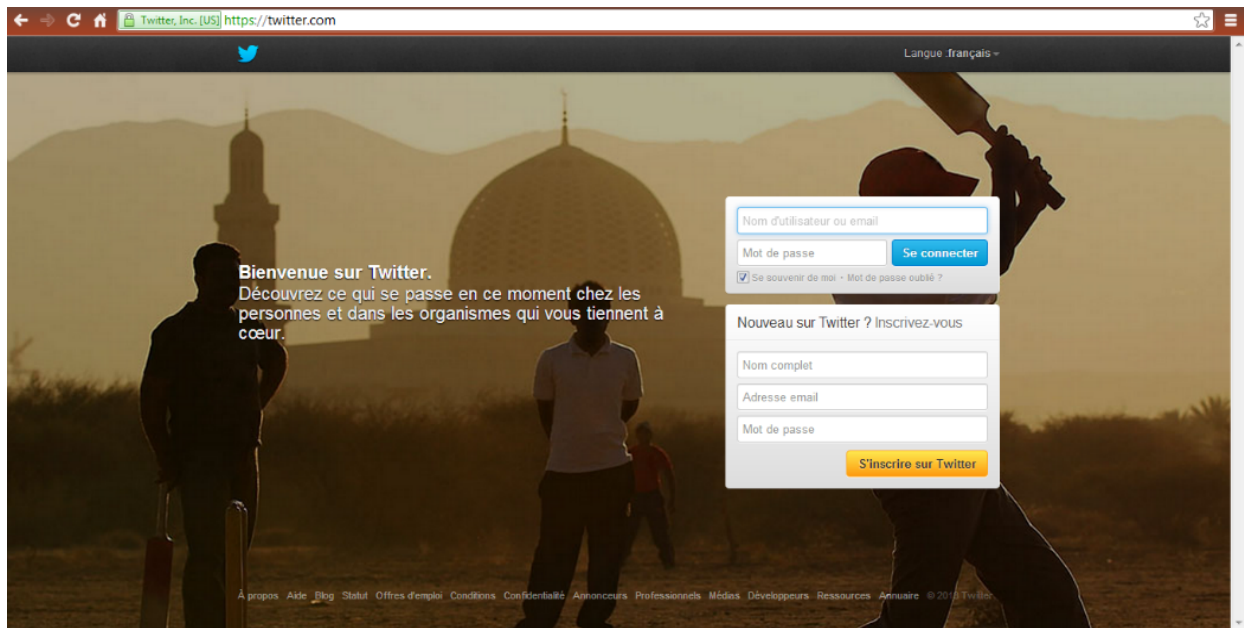 Twitter, Inc. [US] https://twitter.com
Langue :français
Nom d'utilisateur ou email
Mot de passe
Se connecter
Se souvenir de moi · Mot de passe oublié ?
Bienvenue sur Twitter.
Découvrez ce qui se passe en ce moment chez les
personnes et dans les organismes qui vous tiennent à
cœur.
Nouveau sur Twitter ? Inscrivez-vous
Nom complet
Adresse email
Mot de passe
S'inscrire sur Twitter
À propos Aide Blog Statut Offres d'emploi Conditions Confidentialité Annonceurs Professionnels Médias Développeurs Ressources Annuaire © 2013 Twitter